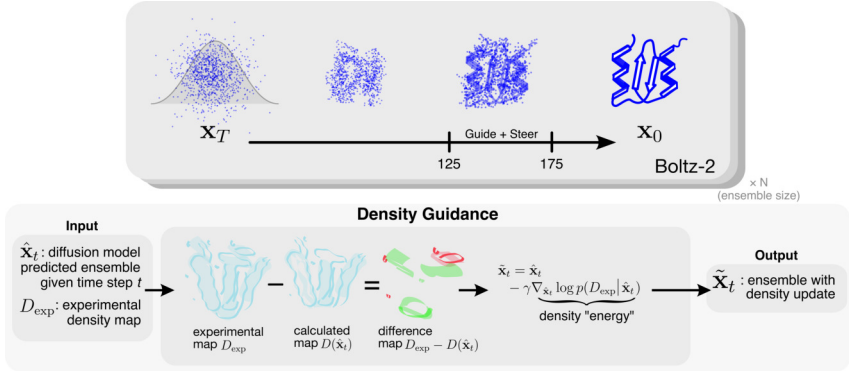 𝐱_T
Guide + Steer
𝐱_0
125
175
Boltz-2
× N
(ensemble size)
Density Guidance
Input
𝐱̂_t : diffusion model
predicted ensemble
given time step t
D_exp: experimental
density map
experimental
map D_exp
−
calculated
map D(𝐱̂_t)
=
difference
map D_exp − D(𝐱̂_t)
x̃_t = x̂_t
− γ∇_x̂_t log p(D_exp|x̂_t)
density "energy"
Output
𝐱̃_t : ensemble with
density update